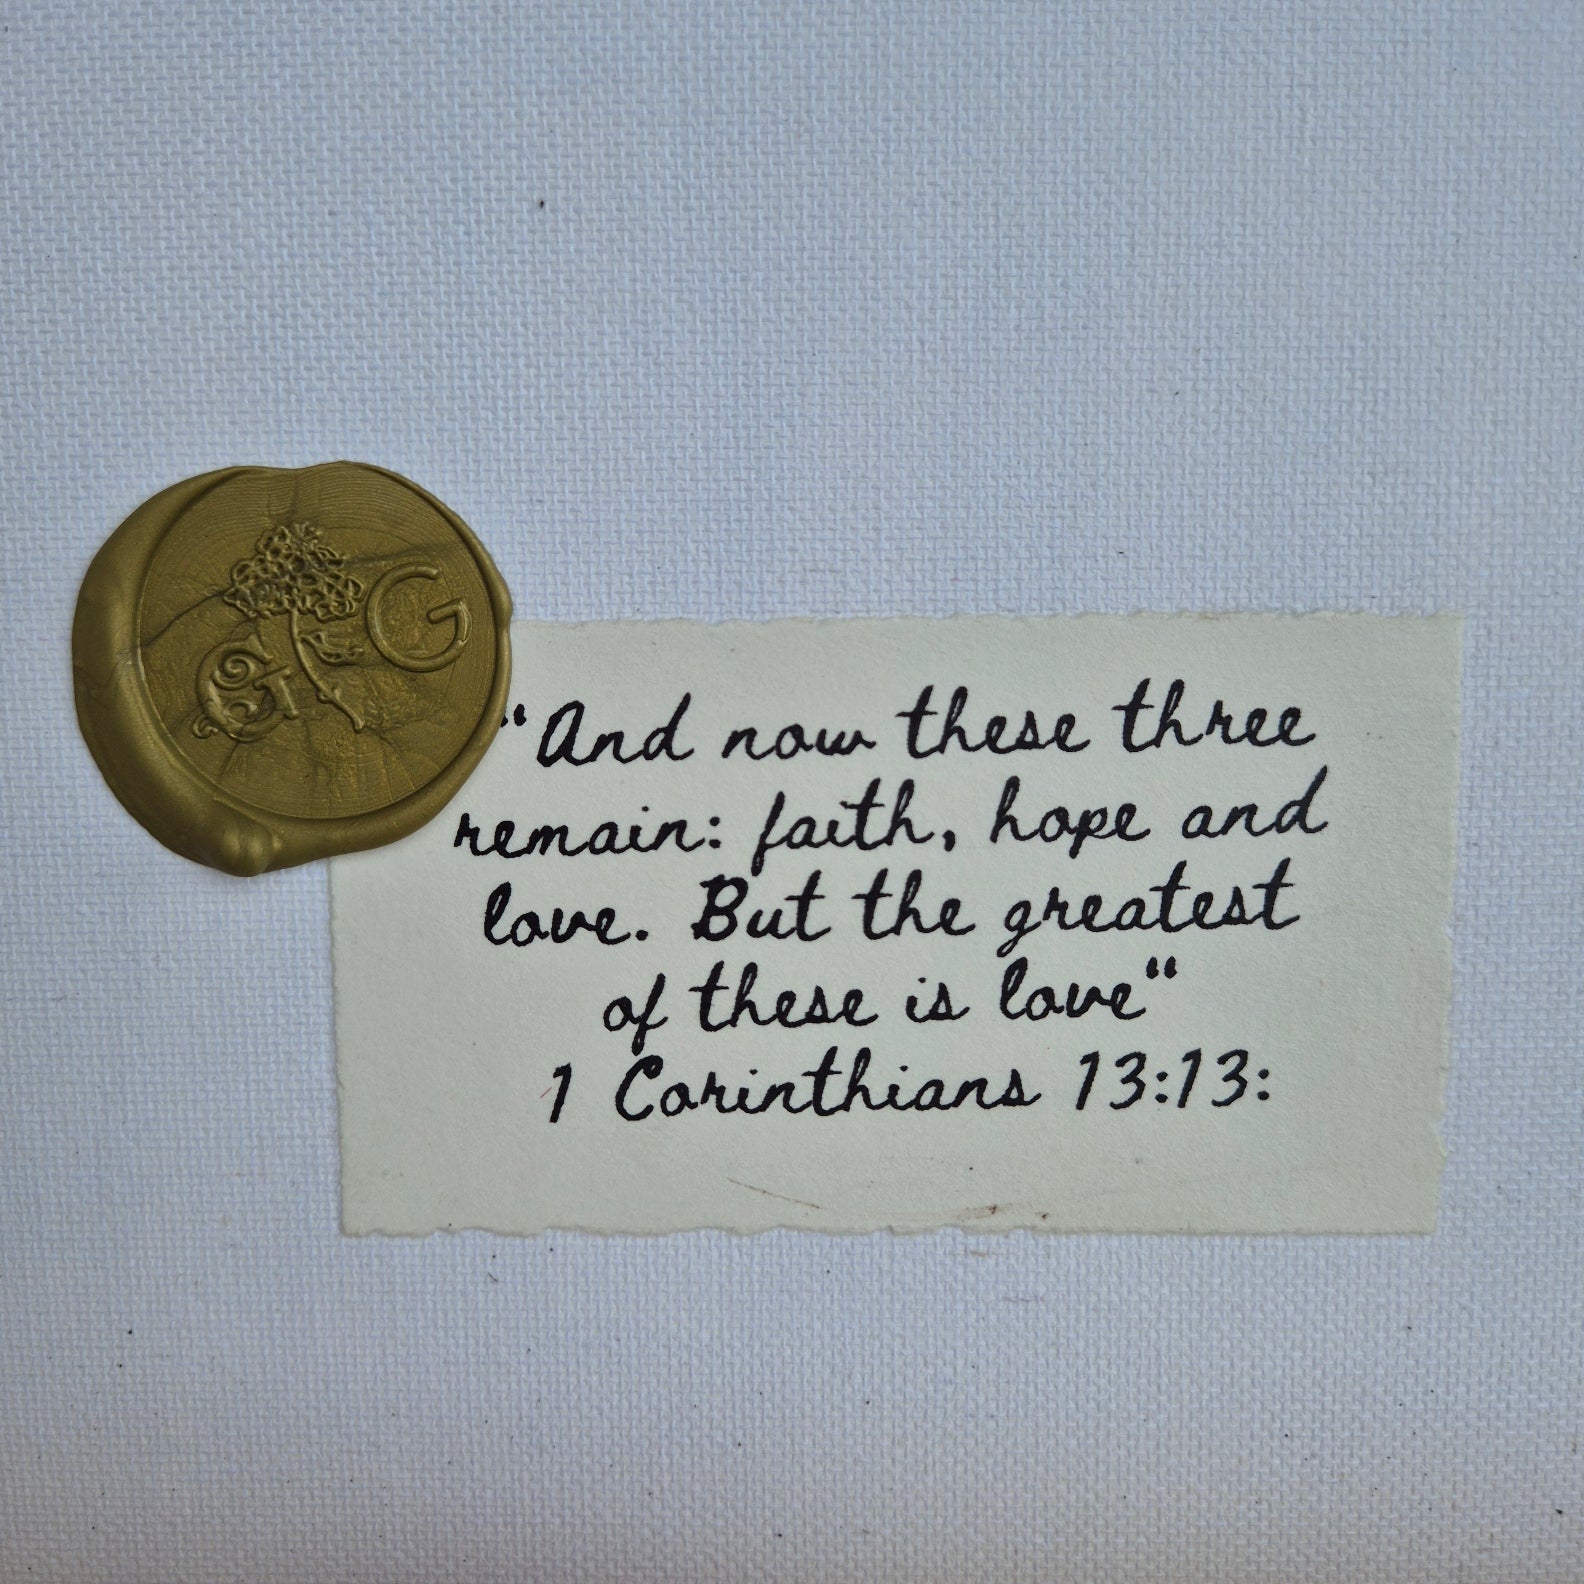 G G
“And now these three
remain: faith, hope and
love. But the greatest
of these is love“
1 Corinthians 13:13: